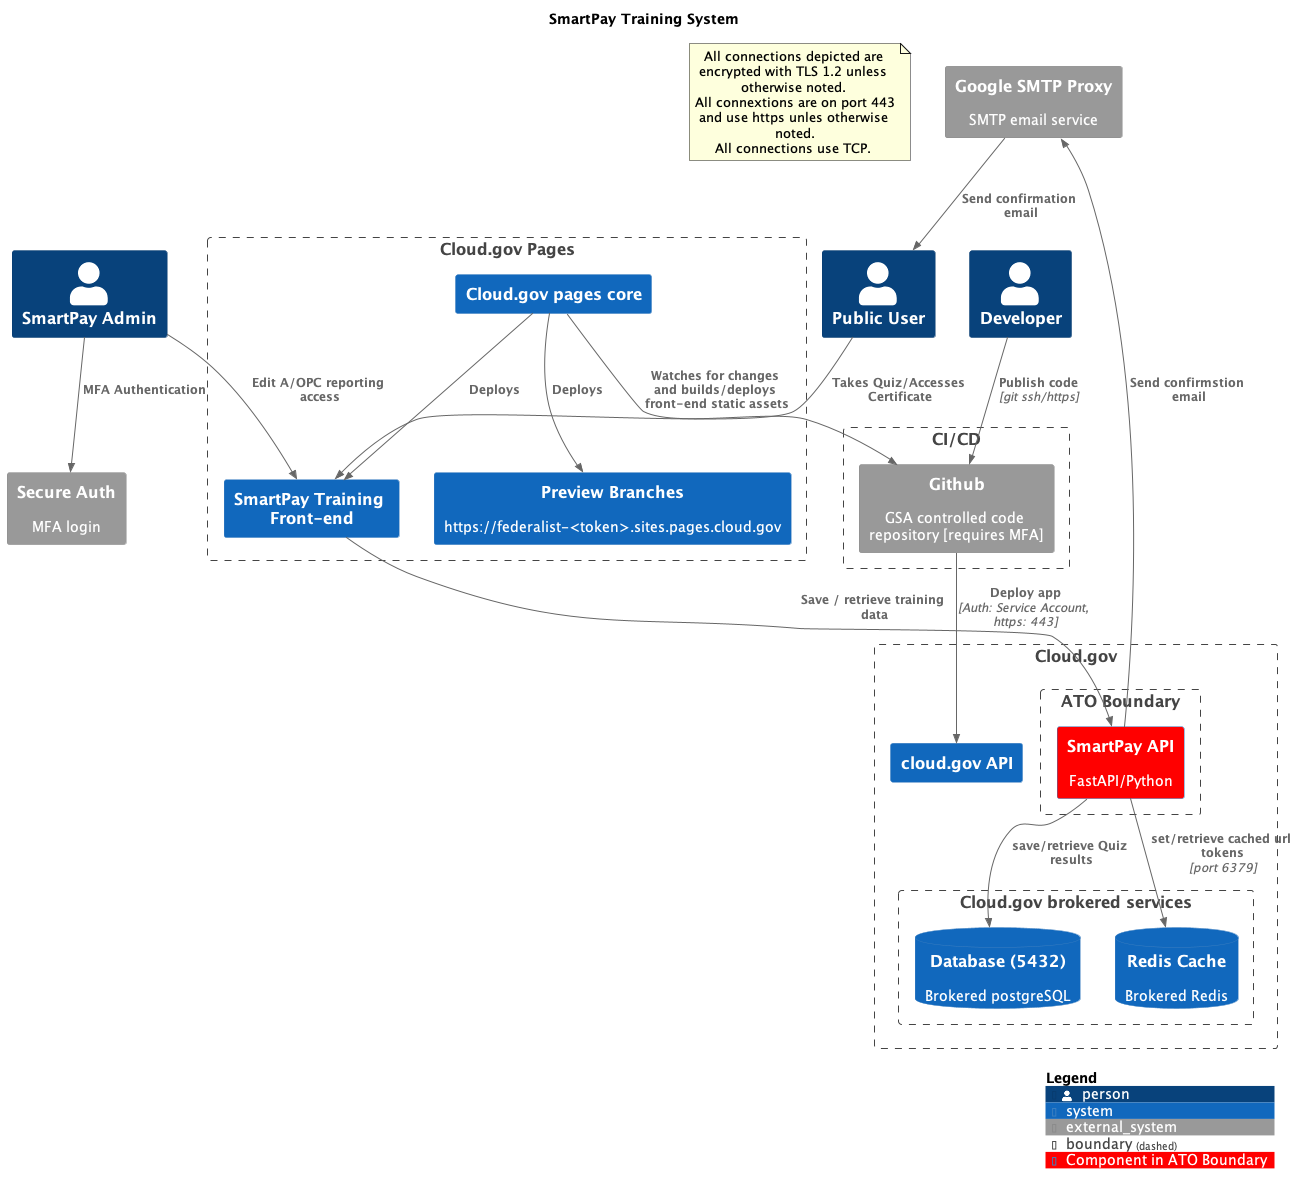 SmartPay Training System
All connections depicted are
encrypted with TLS 1.2 unless
otherwise noted.
All connextions are on port 443
and use https unles otherwise
noted.
All connections use TCP.
Google SMTP Proxy
SMTP email service
Send confirmation
email
SmartPay Admin
Cloud.gov Pages
Cloud.gov pages core
Public User
Developer
MFA Authentication
Edit A/OPC reporting
access
Deploys
Deploys
Watches for changes
and builds/deploys
front-end static assets
Takes Quiz/Accesses
Certificate
Publish code
[git ssh/https]
Send confirmstion
email
Secure Auth
MFA login
SmartPay Training
Front-end
Preview Branches
https://federalist-<token>.sites.pages.cloud.gov
CI/CD
Github
GSA controlled code
repository [requires MFA]
Save / retrieve training
data
Deploy app
[Auth: Service Account,
https: 443]
Cloud.gov
ATO Boundary
cloud.gov API
SmartPay API
FastAPI/Python
save/retrieve Quiz
results
set/retrieve cached url
tokens
[port 6379]
Cloud.gov brokered services
Database (5432)
Brokered postgreSQL
Redis Cache
Brokered Redis
Legend
person
system
external_system
boundary (dashed)
Component in ATO Boundary